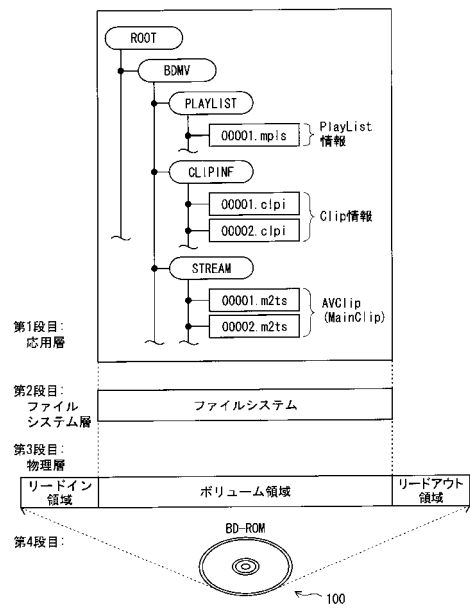 ROOT
BDMV
PLAYLIST
00001.mpls
PlayList
情報
CLIPINF
00001.clpi
00002.clpi
Clip情報
STREAM
00001.m2ts
00002.m2ts
AVClip
(MainClip)
第1段目:
応用層
第2段目:
ファイル
システム層
ファイルシステム
第3段目:
物理層
リードイン
領域
ボリューム領域
リードアウト
領域
第4段目:
BD-ROM
100